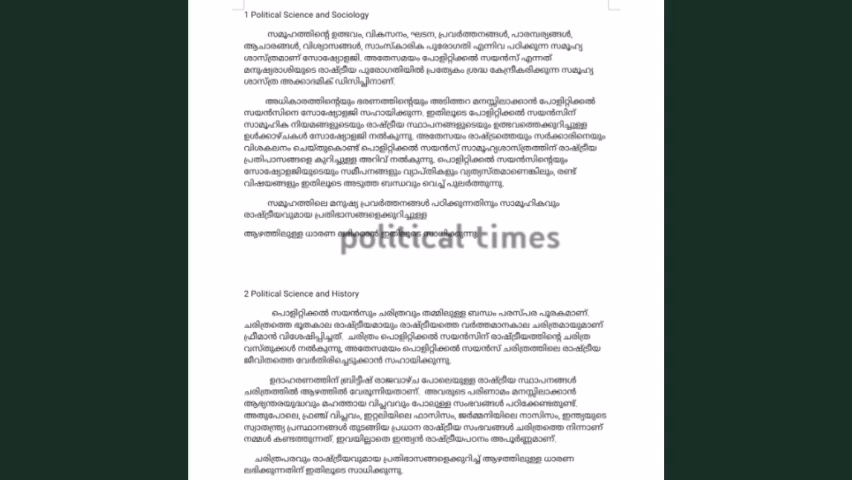 1 Political Science and Sociology
സമൂഹത്തിന്റെ ഉത്ഭവം, വികസനം, ഘടന, പ്രവർത്തനങ്ങൾ, പാരമ്പര്യങ്ങൾ,
ആചാരങ്ങൾ, വിശ്വാസങ്ങൾ, സാംസ്കാരിക പുരോഗതി എന്നിവ പഠിക്കുന്ന സമൂഹ്യ
ശാസ്ത്രമാണ് സോഷ്യോളജി. അതേസമയം പോളിറ്റിക്കൽ സയൻസ് എന്നത്
മനുഷ്യരാശിയുടെ രാഷ്ട്രീയ പുരോഗതിയിൽ പ്രത്യേകം ശ്രദ്ധ കേന്ദ്രീകരിക്കുന്ന സമൂഹ്യ
ശാസ്ത്ര അക്കാദമിക് ഡിസിപ്ലിനാണ്.
അധികാരത്തിന്റെയും ഭരണത്തിന്റെയും അടിത്തറ മനസ്സിലാക്കാൻ പോളിറ്റിക്കൽ
സയൻസിനെ സോഷ്യോളജി സഹായിക്കുന്നു. ഇതിലൂടെ പോളിറ്റിക്കൽ സയൻസിന്
സാമൂഹിക നിയമങ്ങളുടെയും രാഷ്ട്രീയ സ്ഥാപനങ്ങളുടെയും ഉത്ഭവത്തെക്കുറിച്ചുള്ള
ഉൾക്കാഴ്ചകൾ സോഷ്യോളജി നൽകുന്നു. അതേസയം രാഷ്ട്രത്തെയും സർക്കാരിനെയും
വിശകലനം ചെയ്തുകൊണ്ട് പൊളിറ്റിക്കൽ സയൻസ് സാമൂഹ്യശാസ്ത്രത്തിന് രാഷ്ട്രീയ
പ്രതിപാസങ്ങളെ കുറിച്ചുള്ള അറിവ് നൽകുന്നു. പൊളിറ്റിക്കൽ സയൻസിന്റെയും
സോഷ്യോളജിയുടെയും സമീപനങ്ങളും വ്യാപ്തികളും വ്യത്യസ്തമാണെങ്കിലും, രണ്ട്
വിഷയങ്ങളും ഇതിലൂടെ അടുത്ത ബന്ധവും വെച്ച് പുലർത്തുന്നു.
സമൂഹത്തിലെ മനുഷ്യ പ്രവർത്തനങ്ങൾ പഠിക്കുന്നതിനും സാമൂഹികവും
രാഷ്ട്രീയവുമായ പ്രതിഭാസങ്ങളെക്കുറിച്ചുള്ള
ആഴത്തിലുള്ള ധാരണ ലഭിക്കാൻ ഇതിലൂടെ സാധിക്കുന്നു.
political times
2 Political Science and History
പൊളിറ്റിക്കൽ സയൻസും ചരിത്രവും തമ്മിലുള്ള ബന്ധം പരസ്പര പൂരകമാണ്.
ചരിത്രത്തെ ഭൂതകാല രാഷ്ട്രീയമായും രാഷ്ട്രീയത്തെ വർത്തമാനകാല ചരിത്രമായുമാണ്
ഫ്രീമാൻ വിശേഷിപ്പിച്ചത്. ചരിത്രം പൊളിറ്റിക്കൽ സയൻസിന് രാഷ്ട്രീയത്തിന്റെ ചരിത്ര
വസ്തുക്കൾ നൽകുന്നു, അതേസമയം പൊളിറ്റിക്കൽ സയൻസ് ചരിത്രത്തിലെ രാഷ്ട്രീയ
ജീവിതത്തെ വേർതിരിച്ചെടുക്കാൻ സഹായിക്കുന്നു.
ഉദാഹരണത്തിന് ബ്രിട്ടീഷ് രാജവാഴ്ച പോലെയുള്ള രാഷ്ട്രീയ സ്ഥാപനങ്ങൾ
ചരിത്രത്തിൽ ആഴത്തിൽ വേരൂന്നിയതാണ്. അവരുടെ പരിണാമം മനസ്സിലാക്കാൻ
ആഭ്യന്തരയുദ്ധവും മഹത്തായ വിപ്ലവവും പോലുള്ള സംഭവങ്ങൾ പഠിക്കേണ്ടതുണ്ട്.
അതുപോലെ, ഫ്രഞ്ച് വിപ്ലവം, ഇറ്റലിയിലെ ഫാസിസം, ജർമ്മനിയിലെ നാസിസം, ഇന്ത്യയുടെ
സ്വാതന്ത്ര്യ പ്രസ്ഥാനങ്ങൾ തുടങ്ങിയ പ്രധാന രാഷ്ട്രീയ സംഭവങ്ങൾ ചരിത്രത്തെ നിന്നാണ്
നമ്മൾ കണ്ടത്തുന്നത്. ഇവയില്ലാതെ ഇന്ത്യൻ രാഷ്ട്രീയപഠനം അപൂർണ്ണമാണ്.
ചരിത്രപരവും രാഷ്ട്രീയവുമായ പ്രതിഭാസങ്ങളെക്കുറിച്ച് ആഴത്തിലുള്ള ധാരണ
ലഭിക്കുന്നതിന് ഇതിലൂടെ സാധിക്കുന്നു.